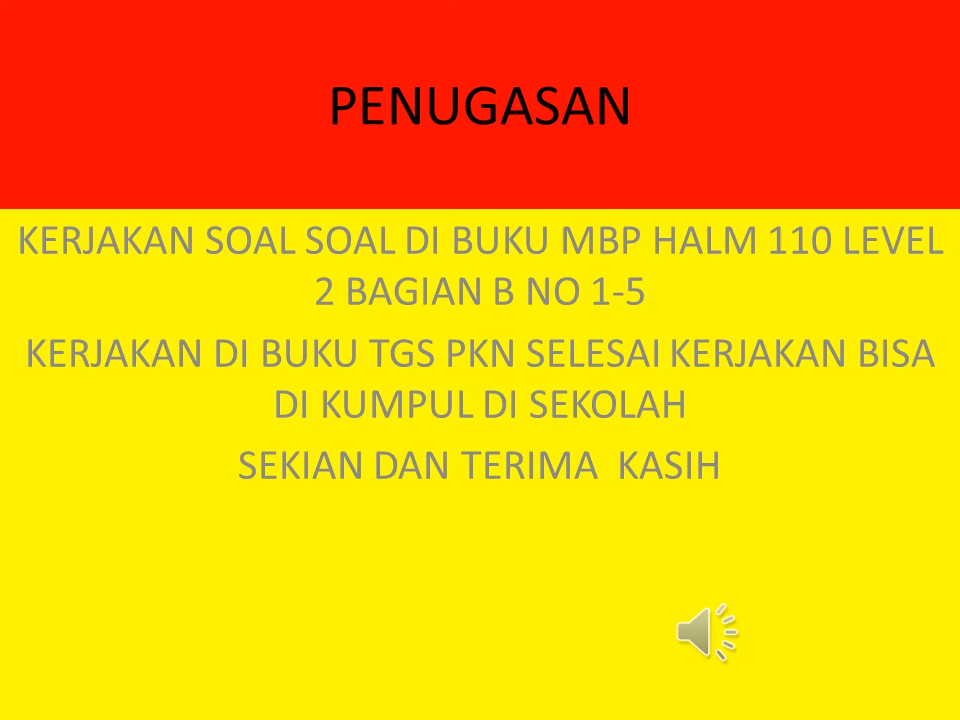 PENUGASAN
KERJAKAN SOAL SOAL DI BUKU MBP HALM 110 LEVEL
2 BAGIAN B NO 1-5
KERJAKAN DI BUKU TGS PKN SELESAI KERJAKAN BISA
DI KUMPUL DI SEKOLAH
SEKIAN DAN TERIMA  KASIH